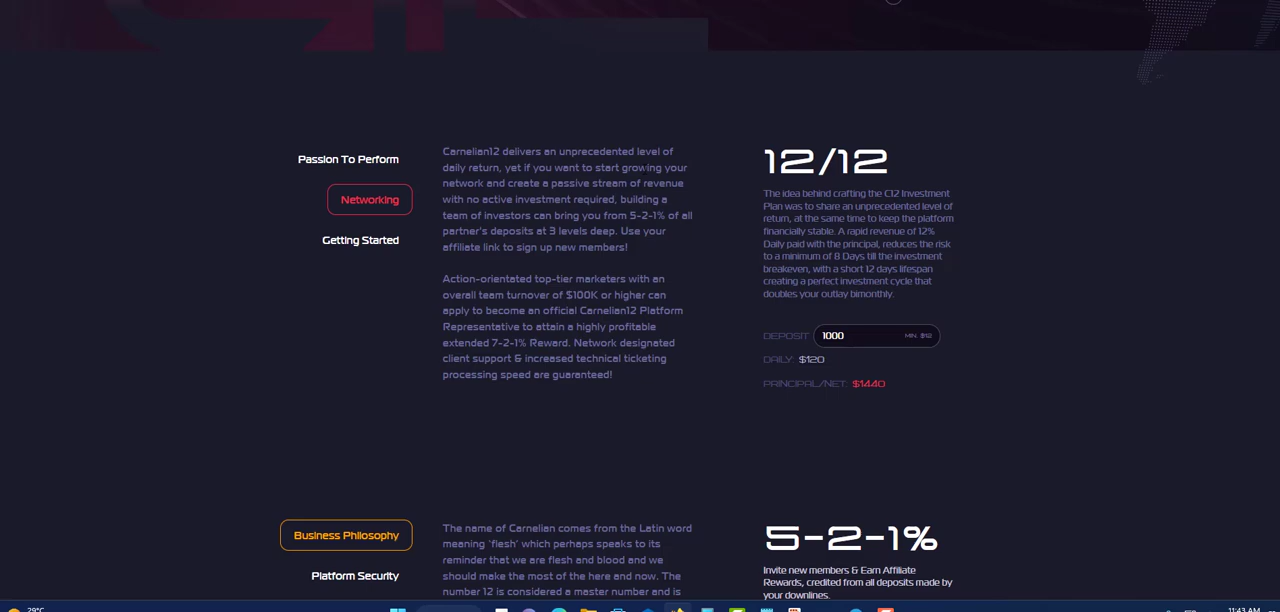 Passion To Perform
Networking
Getting Started
Carnelian12 delivers an unprecedented level of
daily return, yet if you want to start growing your
network and create a passive stream of revenue
with no active investment required, building a
team of investors can bring you from 5-2-1% of all
partner's deposits at 3 levels deep. Use your
affiliate link to sign up new members!
Action-orientated top-tier marketers with an
overall team turnover of $100K or higher can
apply to become an official Carnelian12 Platform
Representative to attain a highly profitable
extended 7-2-1% Reward. Network designated
client support & increased technical ticketing
processing speed are guaranteed!
12/12
The idea behind crafting the C12 Investment
Plan was to share an unprecedented level of
return, at the same time to keep the platform
financially stable. A rapid revenue of 12%
Daily paid with the principal, reduces the risk
to a minimum of 8 Days till the investment
breakeven, with a short 12 days lifespan
creating a perfect investment cycle that
doubles your outlay bimonthly.
DEPOSIT: 1000 MIN $12
DAILY: $120
PRINCIPAL/NET: $1440
Business Philosophy
Platform Security
The name of Carnelian comes from the Latin word
meaning 'flesh' which perhaps speaks to its
reminder that we are flesh and blood and we
should make the most of the here and now. The
number 12 is considered a master number and is
5-2-1%
Invite new members & Earn Affiliate
Rewards, credited from all deposits made by
your downlines.
29°C
11:43 AM